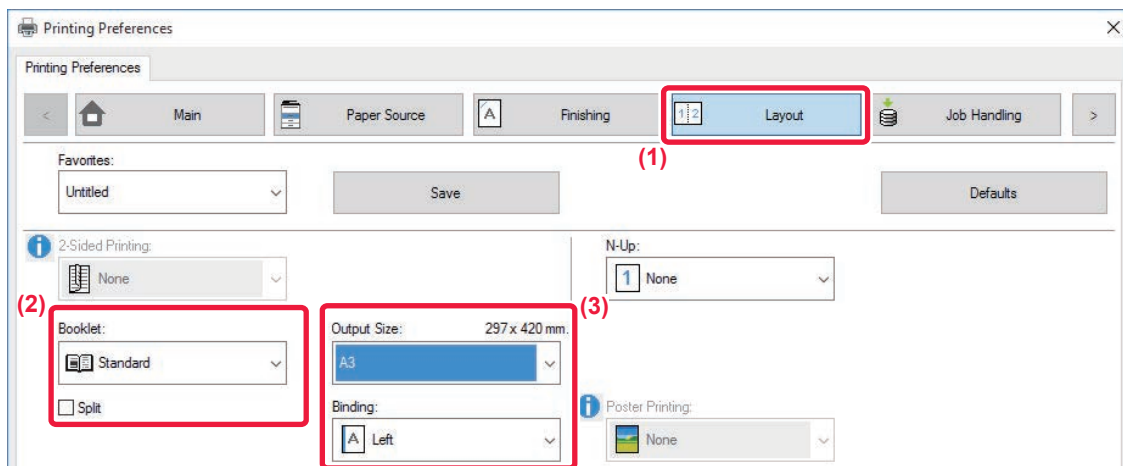 Printing Preferences
Printing Preferences
< Main Paper Source A Finishing 1 2 Layout Job Handling >
(1)
Favorites:
Untitled Save Defaults
2-Sided Printing: N-Up:
None 1 None
(2) (3)
Booklet: Output Size: 297 x 420 mm.
Standard A3
Split Binding: Poster Printing:
A Left None